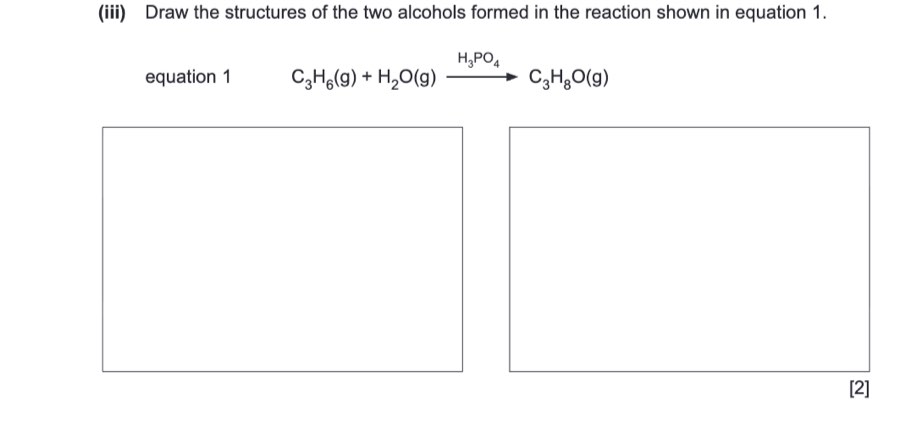 (iii) Draw the structures of the two alcohols formed in the reaction shown in equation 1.
H₃PO₄
equation 1 C₃H₆(g) + H₂O(g) ⟶ C₃H₈O(g)
[2]